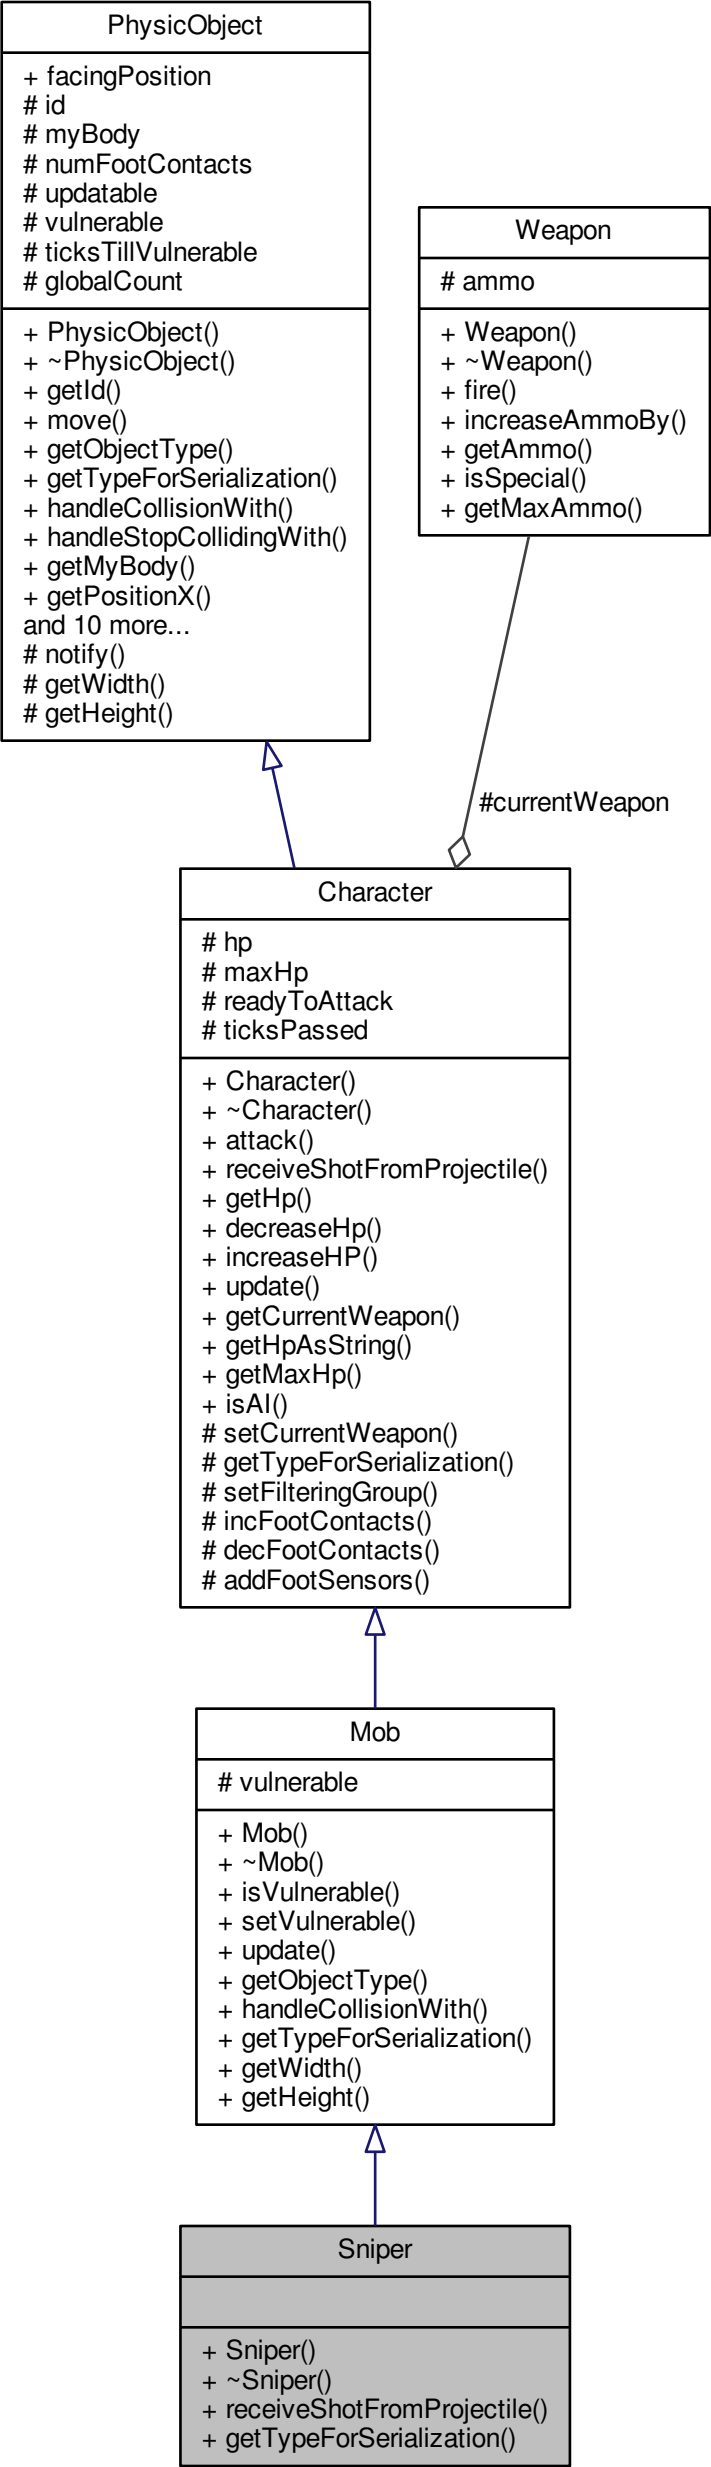 PhysicObject
+ facingPosition
# id
# myBody
# numFootContacts
# updatable
# vulnerable
# ticksTillVulnerable
# globalCount
+ PhysicObject()
+ ~PhysicObject()
+ getId()
+ move()
+ getObjectType()
+ getTypeForSerialization()
+ handleCollisionWith()
+ handleStopCollidingWith()
+ getMyBody()
+ getPositionX()
and 10 more...
# notify()
# getWidth()
# getHeight()
Weapon
# ammo
+ Weapon()
+ ~Weapon()
+ fire()
+ increaseAmmoBy()
+ getAmmo()
+ isSpecial()
+ getMaxAmmo()
#currentWeapon
Character
# hp
# maxHp
# readyToAttack
# ticksPassed
+ Character()
+ ~Character()
+ attack()
+ receiveShotFromProjectile()
+ getHp()
+ decreaseHp()
+ increaseHP()
+ update()
+ getCurrentWeapon()
+ getHpAsString()
+ getMaxHp()
+ isAI()
# setCurrentWeapon()
# getTypeForSerialization()
# setFilteringGroup()
# incFootContacts()
# decFootContacts()
# addFootSensors()
Mob
# vulnerable
+ Mob()
+ ~Mob()
+ isVulnerable()
+ setVulnerable()
+ update()
+ getObjectType()
+ handleCollisionWith()
+ getTypeForSerialization()
+ getWidth()
+ getHeight()
Sniper
+ Sniper()
+ ~Sniper()
+ receiveShotFromProjectile()
+ getTypeForSerialization()